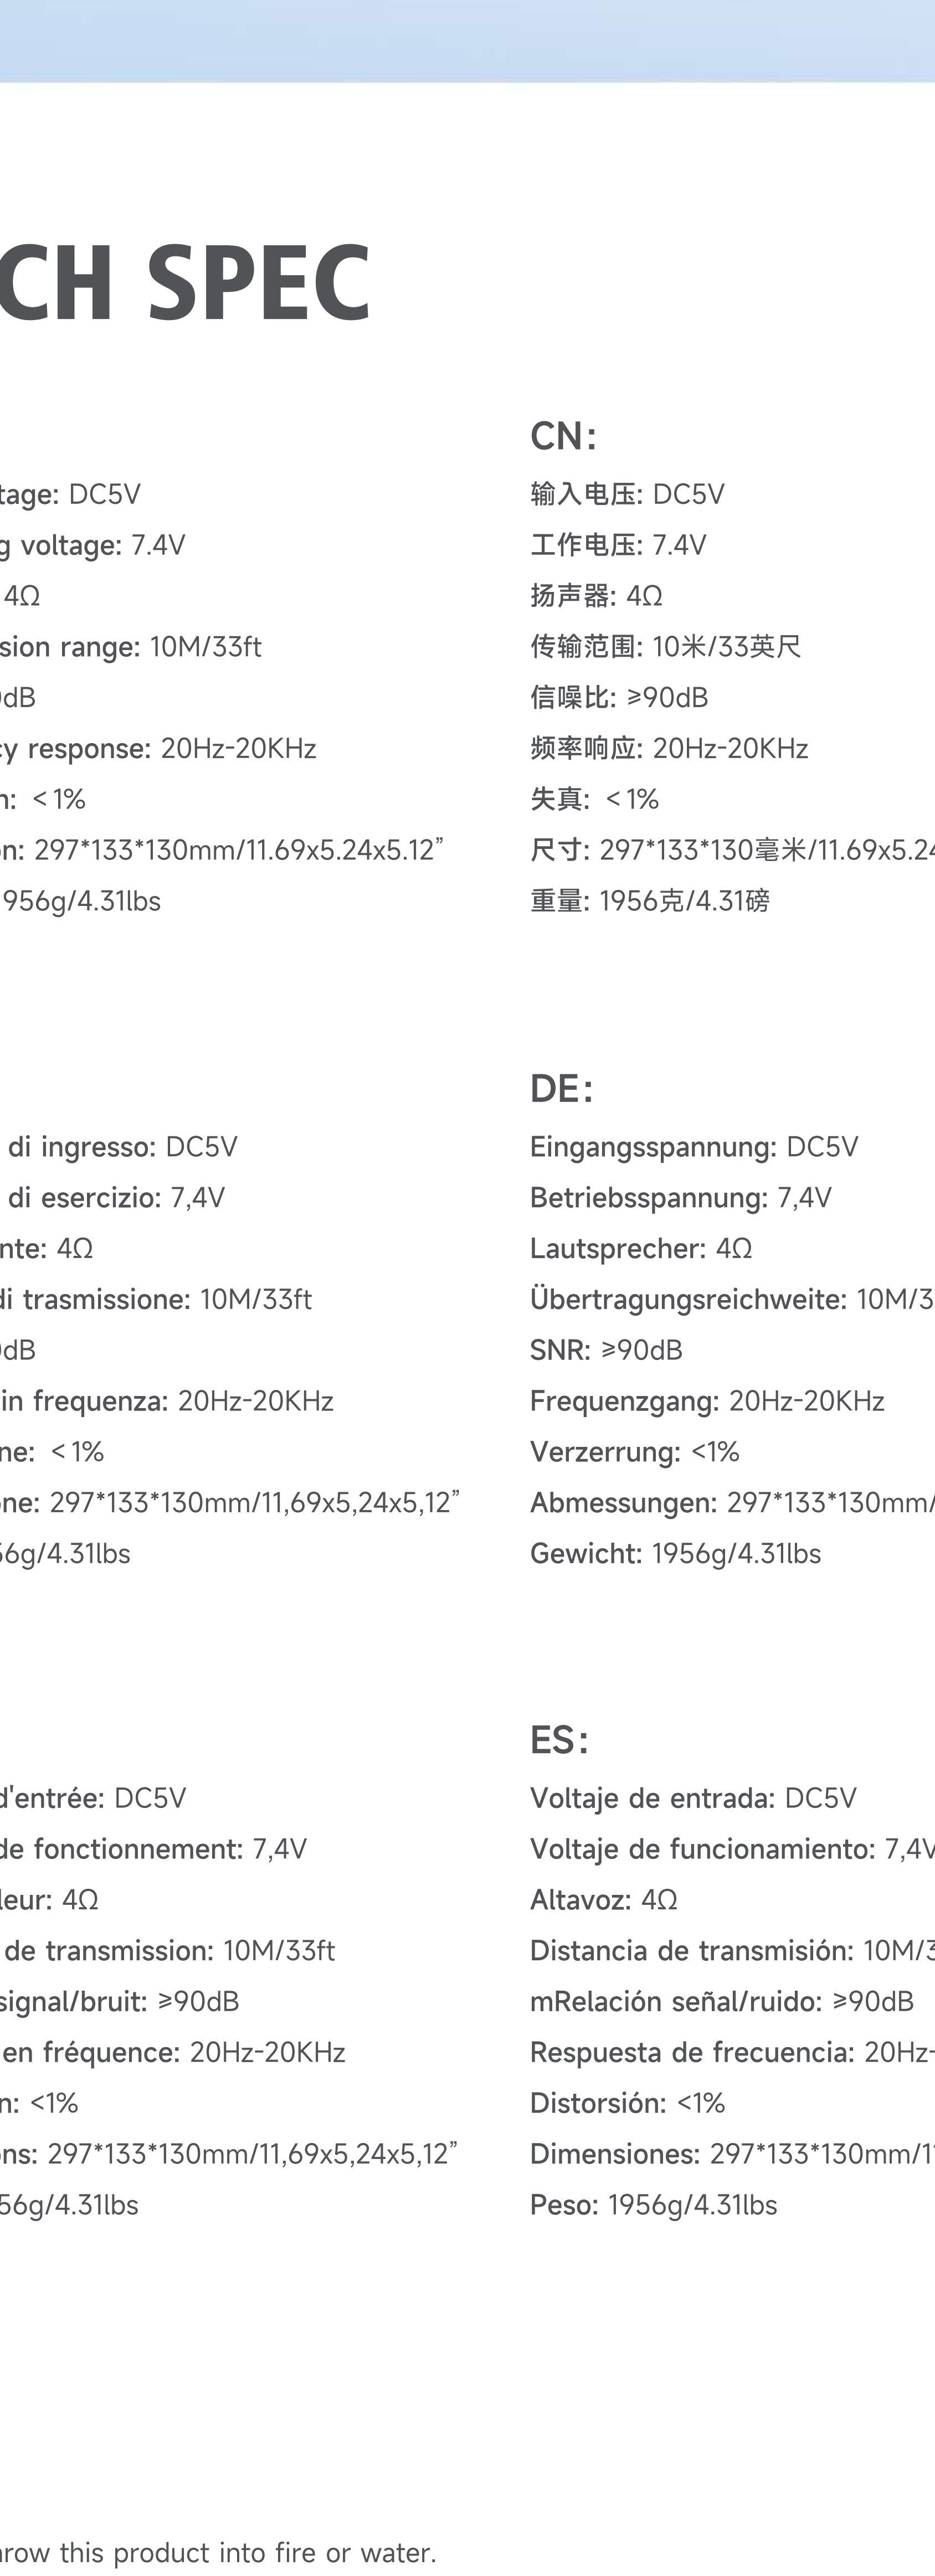 CH SPEC
tage: DC5V
g voltage: 7.4V
4Ω
sion range: 10M/33ft
dB
cy response: 20Hz-20KHz
n: <1%
on: 297*133*130mm/11.69x5.24x5.12”
956g/4.31lbs
CN:
输入电压: DC5V
工作电压: 7.4V
扬声器: 4Ω
传输范围: 10米/33英尺
信噪比: ≥90dB
频率响应: 20Hz-20KHz
失真: <1%
尺寸: 297*133*130毫米/11.69x5.24
重量: 1956克/4.31磅
di ingresso: DC5V
di esercizio: 7,4V
nte: 4Ω
di trasmissione: 10M/33ft
dB
in frequenza: 20Hz-20KHz
ne: <1%
one: 297*133*130mm/11,69x5,24x5,12”
56g/4.31lbs
DE:
Eingangsspannung: DC5V
Betriebsspannung: 7,4V
Lautsprecher: 4Ω
Übertragungsreichweite: 10M/3
SNR: ≥90dB
Frequenzgang: 20Hz-20KHz
Verzerrung: <1%
Abmessungen: 297*133*130mm/
Gewicht: 1956g/4.31lbs
d'entrée: DC5V
de fonctionnement: 7,4V
leur: 4Ω
de transmission: 10M/33ft
signal/bruit: ≥90dB
en fréquence: 20Hz-20KHz
n: <1%
ons: 297*133*130mm/11,69x5,24x5,12”
56g/4.31lbs
ES:
Voltaje de entrada: DC5V
Voltaje de funcionamiento: 7,4V
Altavoz: 4Ω
Distancia de transmisión: 10M/3
mRelación señal/ruido: ≥90dB
Respuesta de frecuencia: 20Hz-
Distorsión: <1%
Dimensiones: 297*133*130mm/11
Peso: 1956g/4.31lbs
row this product into fire or water.